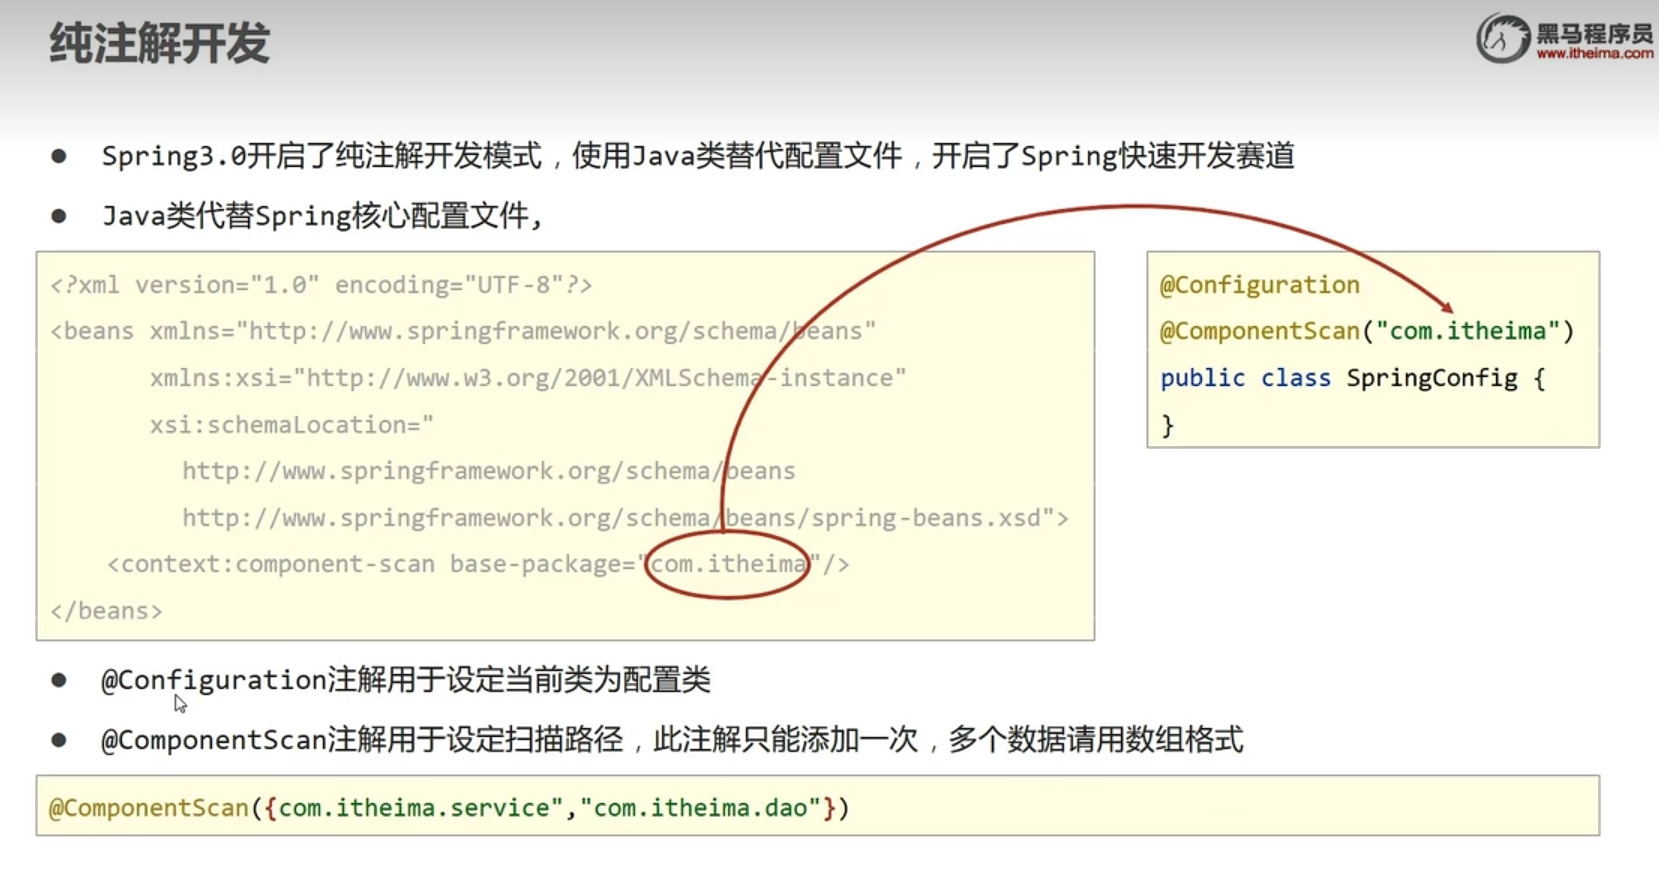 纯注解开发
黑马程序员
www.itheima.com
● Spring3.0开启了纯注解开发模式，使用Java类替代配置文件，开启了Spring快速开发赛道
● Java类代替Spring核心配置文件,
<?xml version="1.0" encoding="UTF-8"?>
<beans xmlns="http://www.springframework.org/schema/beans"
xmlns:xsi="http://www.w3.org/2001/XMLSchema-instance"
xsi:schemaLocation="
http://www.springframework.org/schema/beans
http://www.springframework.org/schema/beans/spring-beans.xsd">
<context:component-scan base-package="com.itheima"/>
</beans>
@Configuration
@ComponentScan("com.itheima")
public class SpringConfig {
}
● @Configuration注解用于设定当前类为配置类
● @ComponentScan注解用于设定扫描路径，此注解只能添加一次，多个数据请用数组格式
@ComponentScan({com.itheima.service","com.itheima.dao"})